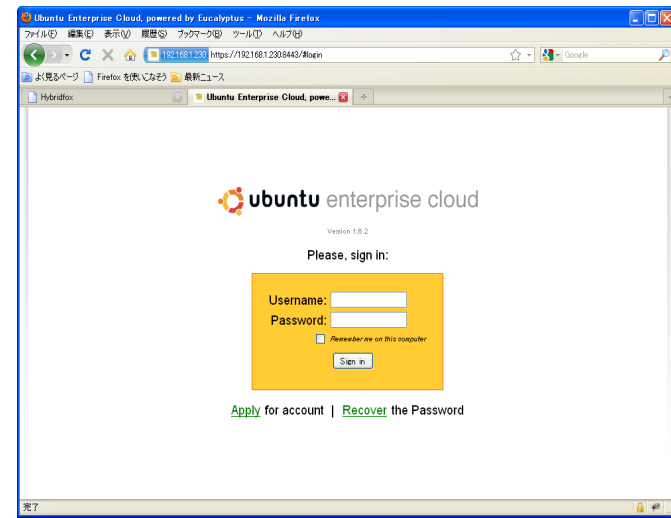 Ubuntu Enterprise Cloud, powered by Eucalyptus - Mozilla Firefox
ファイル(F) 編集(E) 表示(V) 履歴(S) ブックマーク(B) ツール(T) ヘルプ(H)
192.168.1.230 https://192.168.1.230:8443/#login Google
よく見るページ Firefox を使いこなそう 最新ニュース
Hybridfox Ubuntu Enterprise Cloud, powe...
ubuntu enterprise cloud
Version 1.6.2
Please, sign in:
Username:
Password:
Remember me on this computer
Sign in
Apply for account | Recover the Password
完了